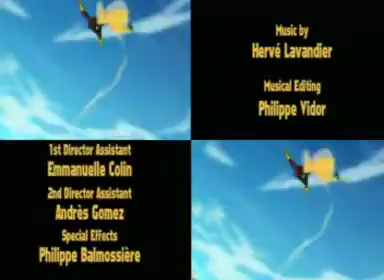 Music by
Hervé Lavandier
Musical Editing
Philippe Vidor
1st Director Assistant
Emmanuelle Colin
2nd Director Assistant
Andrès Gomez
Special Effects
Philippe Balmossière